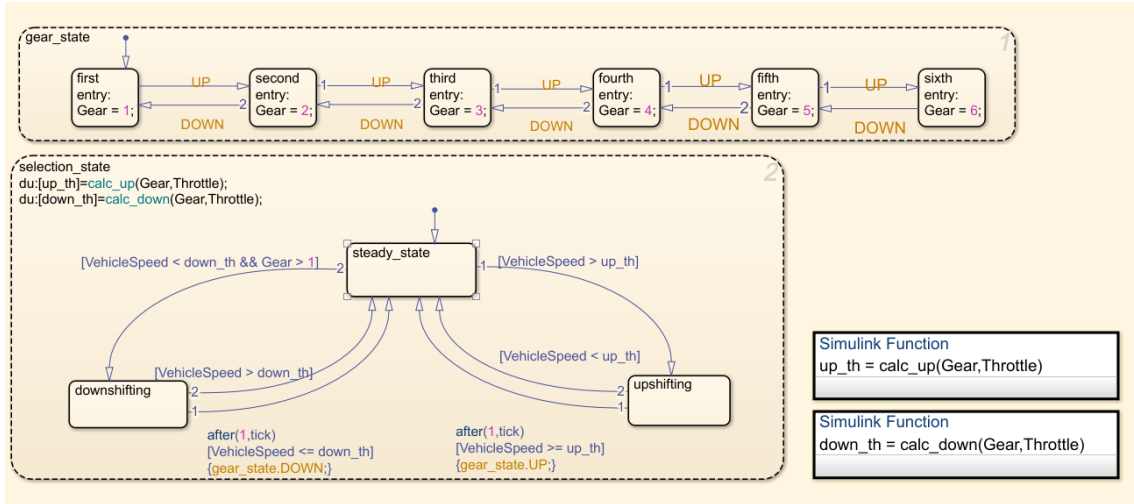 gear_state
1
first
entry:
Gear = 1;
UP
DOWN
2
second
entry:
Gear = 2;
1
UP
DOWN
2
third
entry:
Gear = 3;
1
UP
DOWN
2
fourth
entry:
Gear = 4;
1
UP
DOWN
2
fifth
entry:
Gear = 5;
1
UP
DOWN
sixth
entry:
Gear = 6;
selection_state
2
du:[up_th]=calc_up(Gear,Throttle);
du:[down_th]=calc_down(Gear,Throttle);
steady_state
[VehicleSpeed < down_th && Gear > 1]
2
1
[VehicleSpeed > up_th]
[VehicleSpeed > down_th]
[VehicleSpeed < up_th]
downshifting
2
1
upshifting
2
1
after(1,tick)
[VehicleSpeed <= down_th]
{gear_state.DOWN;}
after(1,tick)
[VehicleSpeed >= up_th]
{gear_state.UP;}
Simulink Function
up_th = calc_up(Gear,Throttle)
Simulink Function
down_th = calc_down(Gear,Throttle)